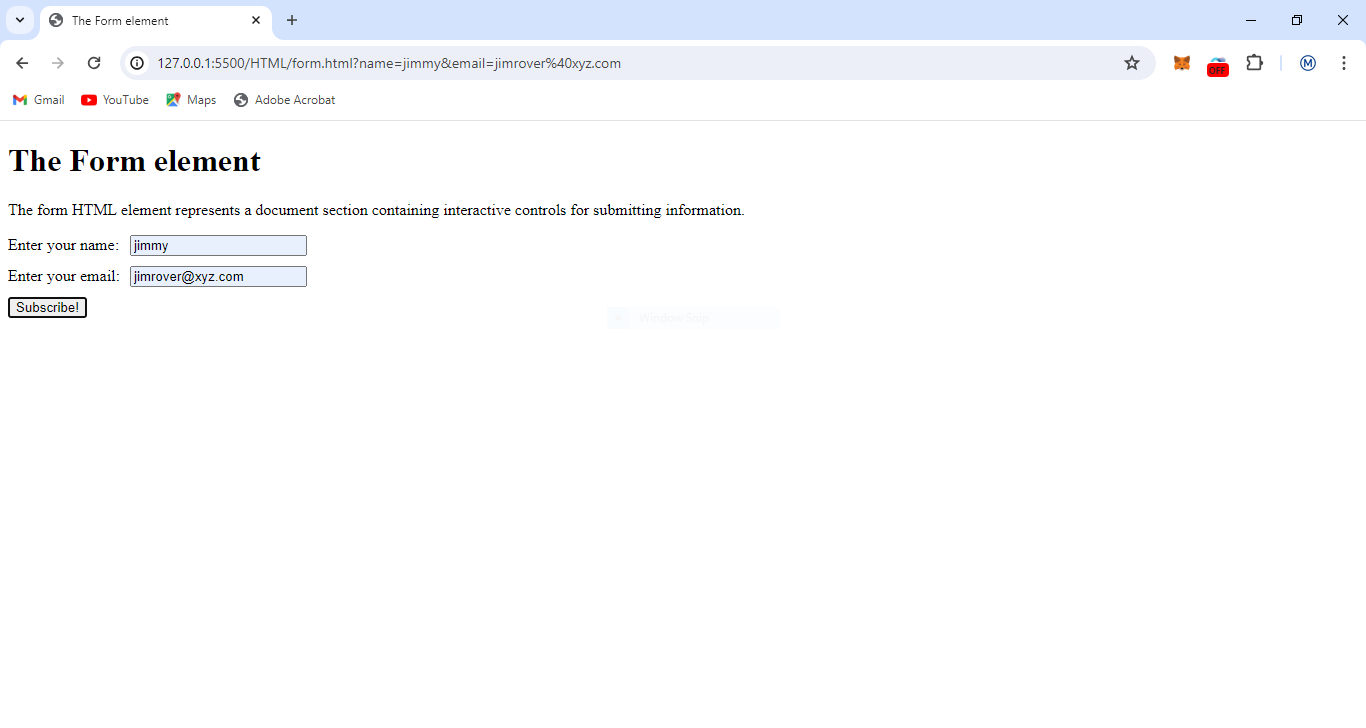 The Form element
127.0.0.1:5500/HTML/form.html?name=jimmy&email=jimrover%40xyz.com
OFF
M
Gmail
YouTube
Maps
Adobe Acrobat
The Form element
The form HTML element represents a document section containing interactive controls for submitting information.
Enter your name: jimmy
Enter your email: jimrover@xyz.com
Subscribe!
Window Snip